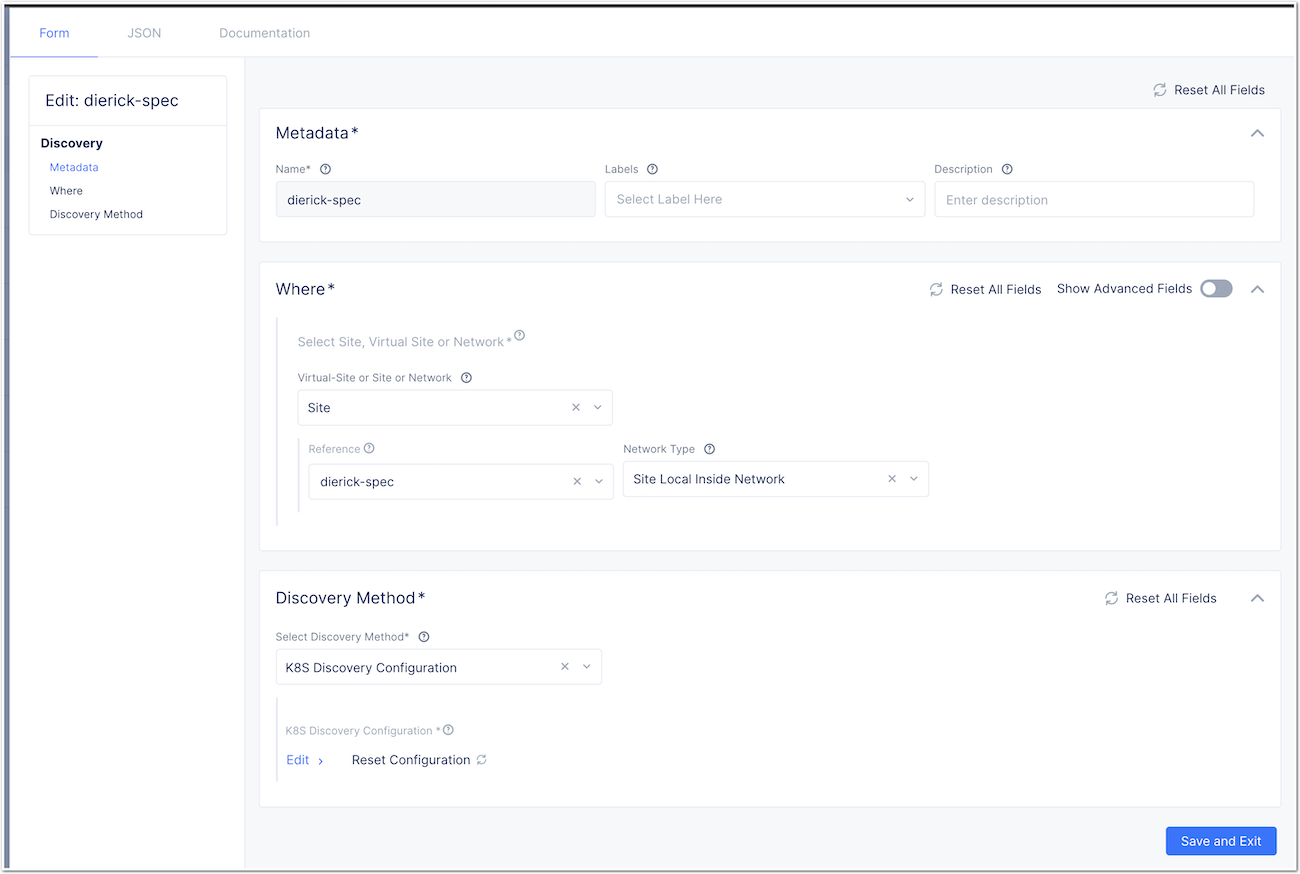 Form JSON Documentation
Edit: dierick-spec
Discovery
Metadata
Where
Discovery Method
Reset All Fields
Metadata*
Name* Labels Description
dierick-spec Select Label Here Enter description
Where* Reset All Fields Show Advanced Fields
Select Site, Virtual Site or Network*
Virtual-Site or Site or Network
Site
Reference Network Type
dierick-spec Site Local Inside Network
Discovery Method* Reset All Fields
Select Discovery Method*
K8S Discovery Configuration
K8S Discovery Configuration *
Edit Reset Configuration
Save and Exit